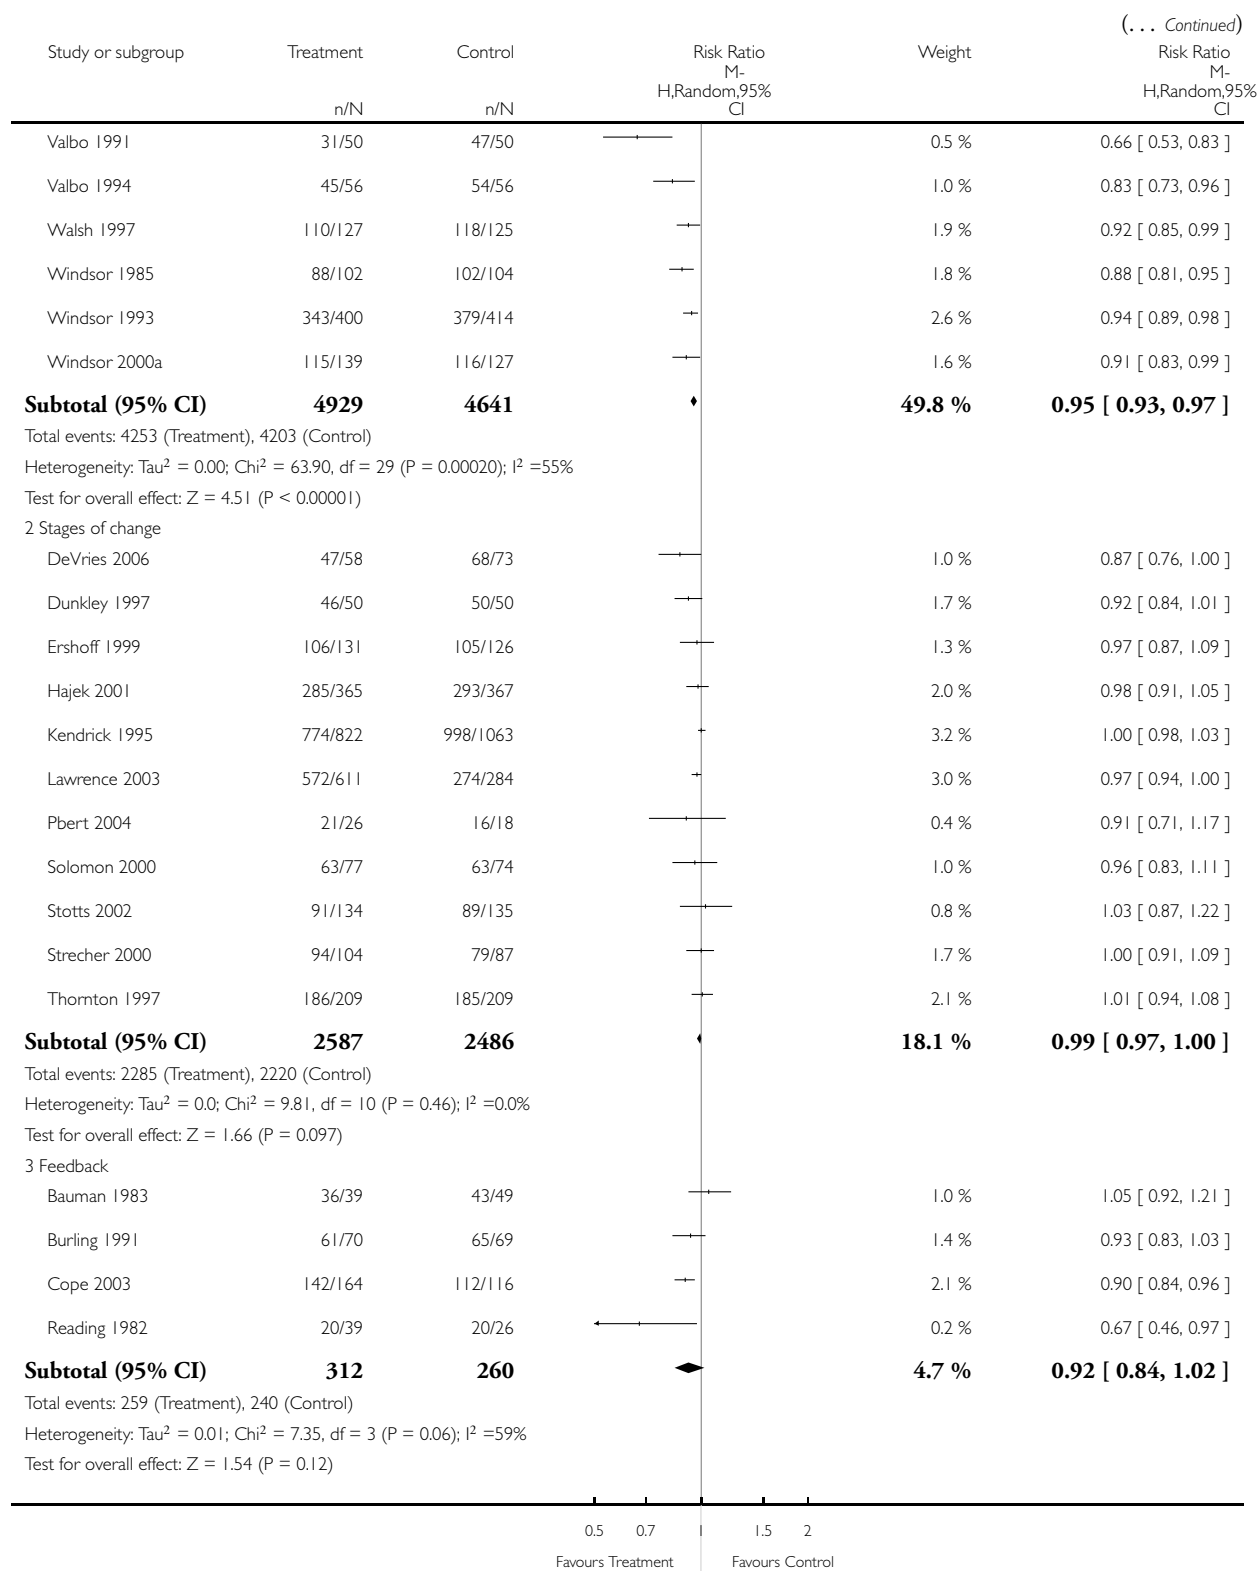 (... Continued)
Study or subgroup Treatment Control Risk Ratio Weight Risk Ratio
M- M-
H,Random,95% H,Random,95%
n/N n/N CI CI
Valbo 1991 31/50 47/50 0.5 % 0.66 [ 0.53, 0.83 ]
Valbo 1994 45/56 54/56 1.0 % 0.83 [ 0.73, 0.96 ]
Walsh 1997 110/127 118/125 1.9 % 0.92 [ 0.85, 0.99 ]
Windsor 1985 88/102 102/104 1.8 % 0.88 [ 0.81, 0.95 ]
Windsor 1993 343/400 379/414 2.6 % 0.94 [ 0.89, 0.98 ]
Windsor 2000a 115/139 116/127 1.6 % 0.91 [ 0.83, 0.99 ]
Subtotal (95% CI) 4929 4641 49.8 % 0.95 [ 0.93, 0.97 ]
Total events: 4253 (Treatment), 4203 (Control)
Heterogeneity: Tau² = 0.00; Chi² = 63.90, df = 29 (P = 0.00020); I² =55%
Test for overall effect: Z = 4.51 (P < 0.00001)
2 Stages of change
DeVries 2006 47/58 68/73 1.0 % 0.87 [ 0.76, 1.00 ]
Dunkley 1997 46/50 50/50 1.7 % 0.92 [ 0.84, 1.01 ]
Ershoff 1999 106/131 105/126 1.3 % 0.97 [ 0.87, 1.09 ]
Hajek 2001 285/365 293/367 2.0 % 0.98 [ 0.91, 1.05 ]
Kendrick 1995 774/822 998/1063 3.2 % 1.00 [ 0.98, 1.03 ]
Lawrence 2003 572/611 274/284 3.0 % 0.97 [ 0.94, 1.00 ]
Pbert 2004 21/26 16/18 0.4 % 0.91 [ 0.71, 1.17 ]
Solomon 2000 63/77 63/74 1.0 % 0.96 [ 0.83, 1.11 ]
Stotts 2002 91/134 89/135 0.8 % 1.03 [ 0.87, 1.22 ]
Strecher 2000 94/104 79/87 1.7 % 1.00 [ 0.91, 1.09 ]
Thornton 1997 186/209 185/209 2.1 % 1.01 [ 0.94, 1.08 ]
Subtotal (95% CI) 2587 2486 18.1 % 0.99 [ 0.97, 1.00 ]
Total events: 2285 (Treatment), 2220 (Control)
Heterogeneity: Tau² = 0.0; Chi² = 9.81, df = 10 (P = 0.46); I² =0.0%
Test for overall effect: Z = 1.66 (P = 0.097)
3 Feedback
Bauman 1983 36/39 43/49 1.0 % 1.05 [ 0.92, 1.21 ]
Burling 1991 61/70 65/69 1.4 % 0.93 [ 0.83, 1.03 ]
Cope 2003 142/164 112/116 2.1 % 0.90 [ 0.84, 0.96 ]
Reading 1982 20/39 20/26 0.2 % 0.67 [ 0.46, 0.97 ]
Subtotal (95% CI) 312 260 4.7 % 0.92 [ 0.84, 1.02 ]
Total events: 259 (Treatment), 240 (Control)
Heterogeneity: Tau² = 0.01; Chi² = 7.35, df = 3 (P = 0.06); I² =59%
Test for overall effect: Z = 1.54 (P = 0.12)
0.5 0.7 1 1.5 2
Favours Treatment Favours Control